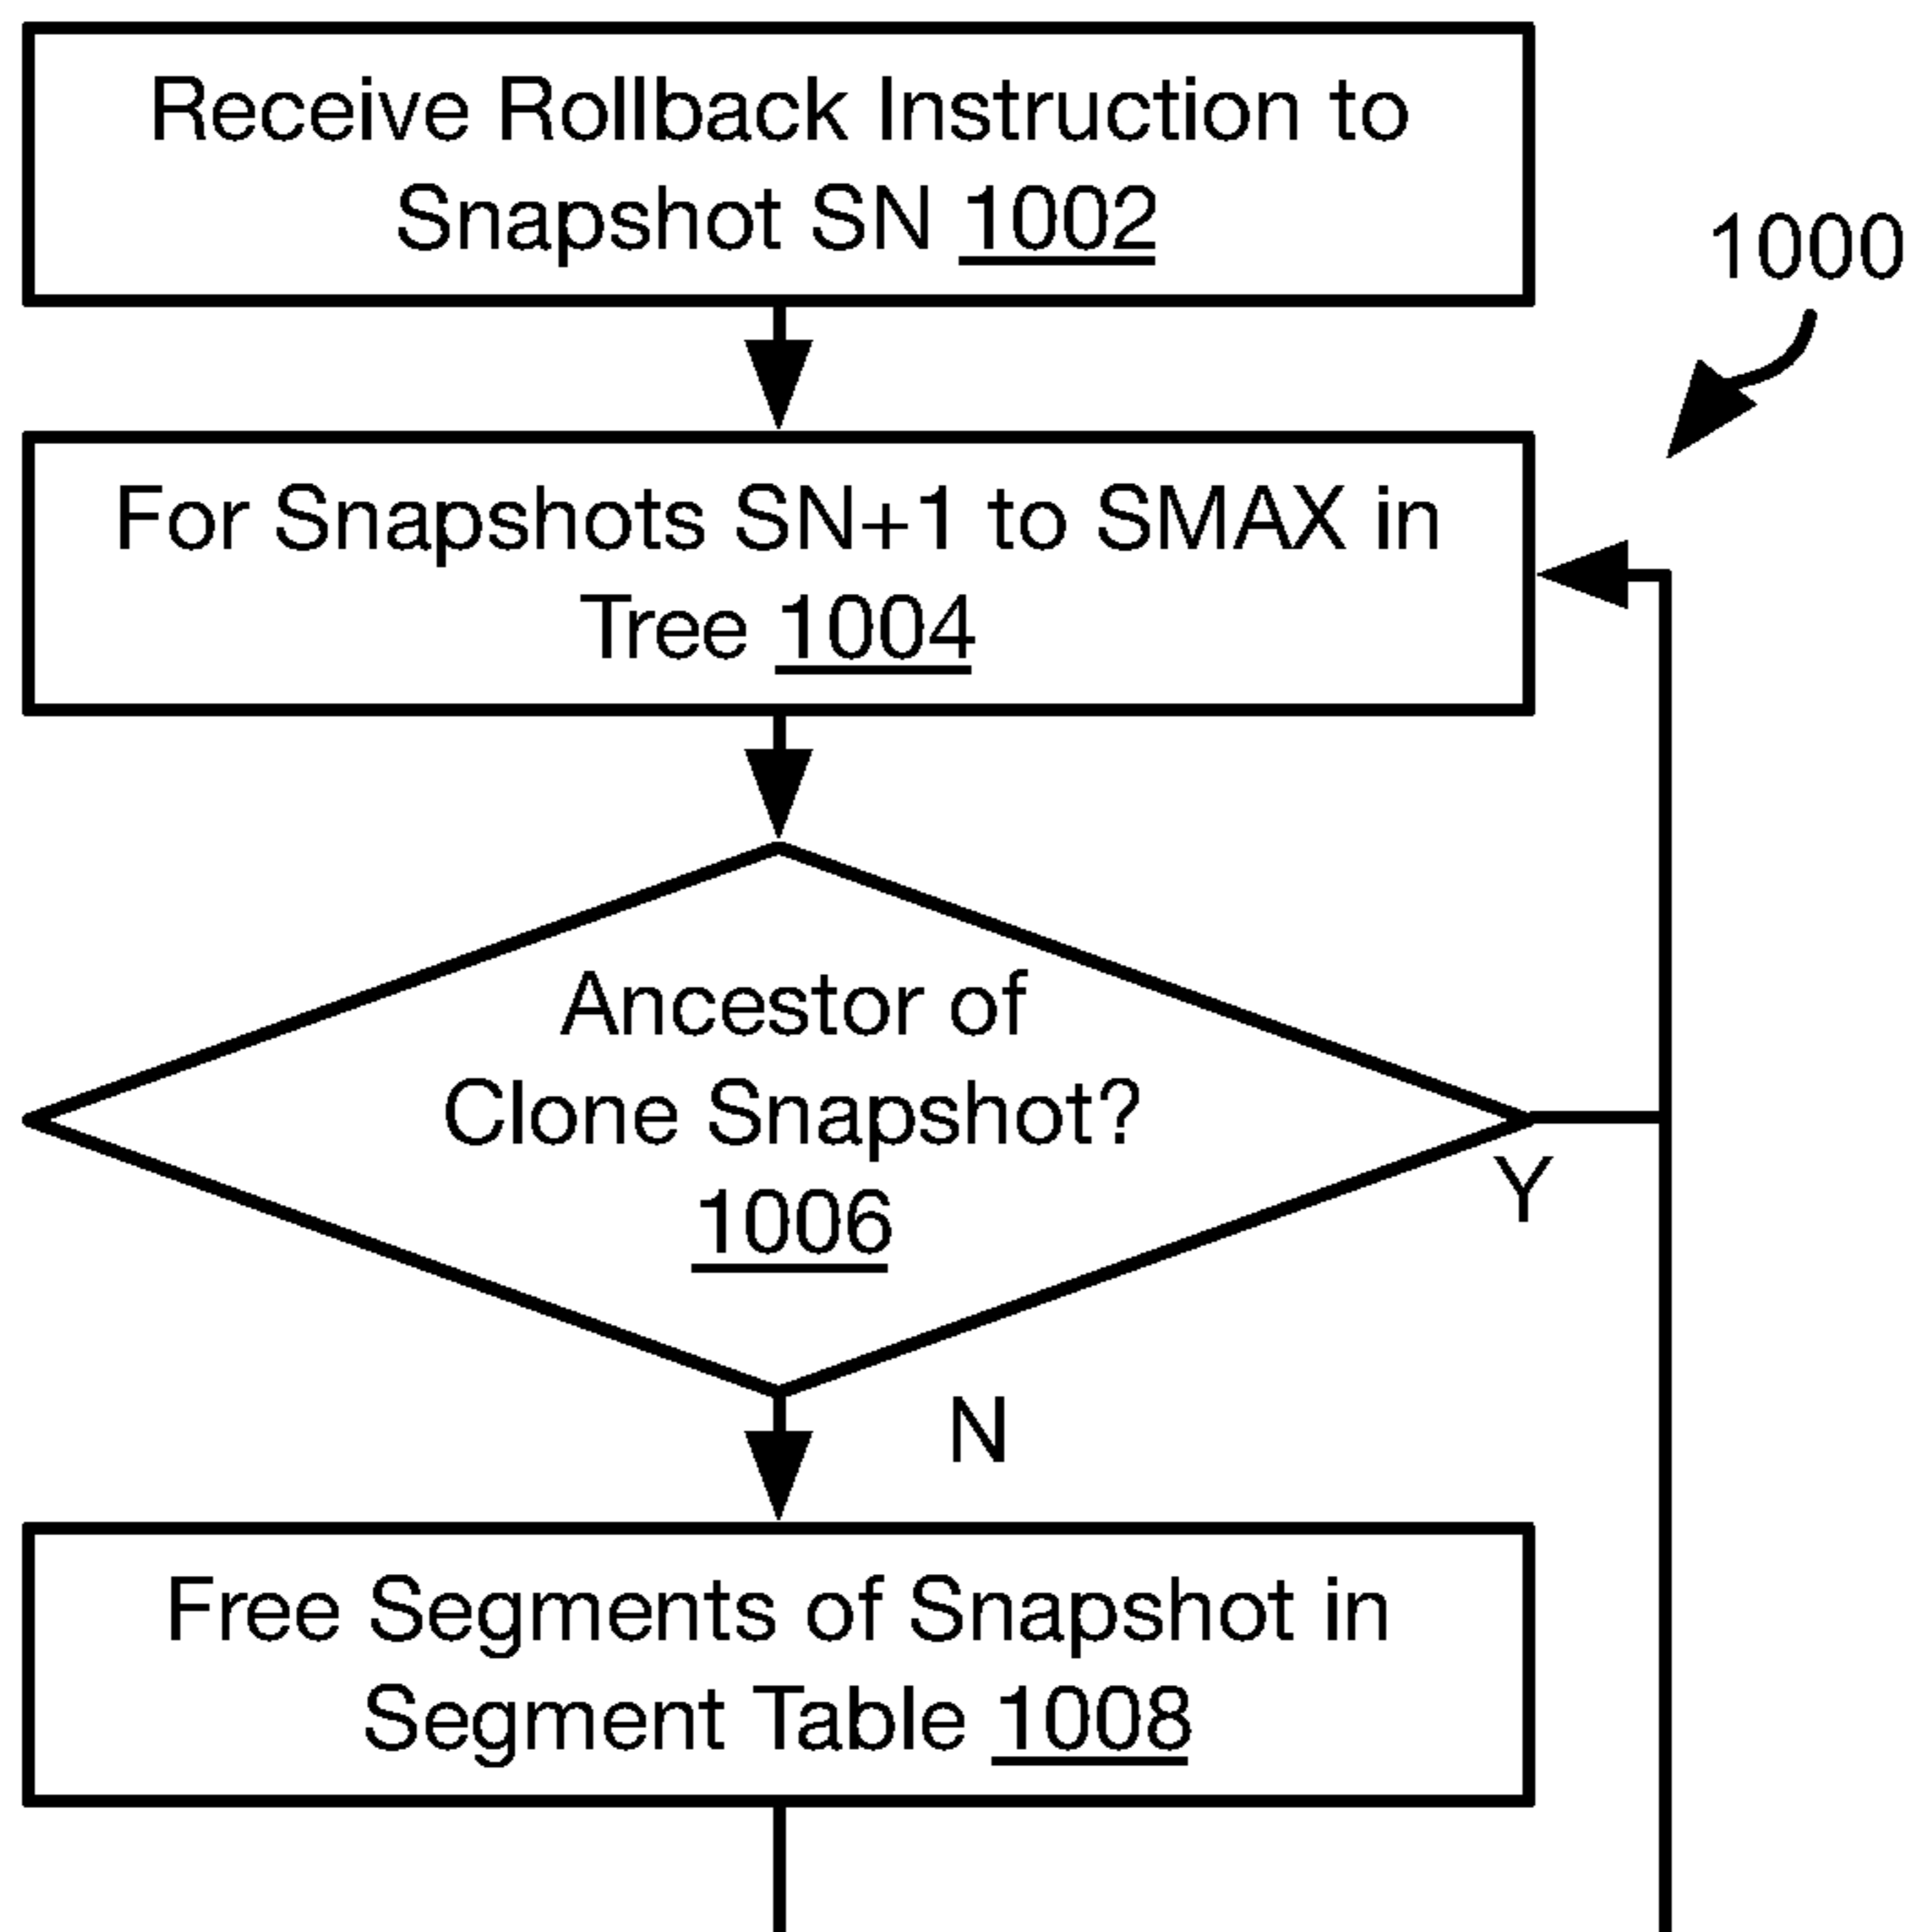 Receive Rollback Instruction to
Snapshot SN 1002
1000
For Snapshots SN+1 to SMAX in
Tree 1004
Ancestor of
Clone Snapshot?
1006
Y
N
Free Segments of Snapshot in
Segment Table 1008